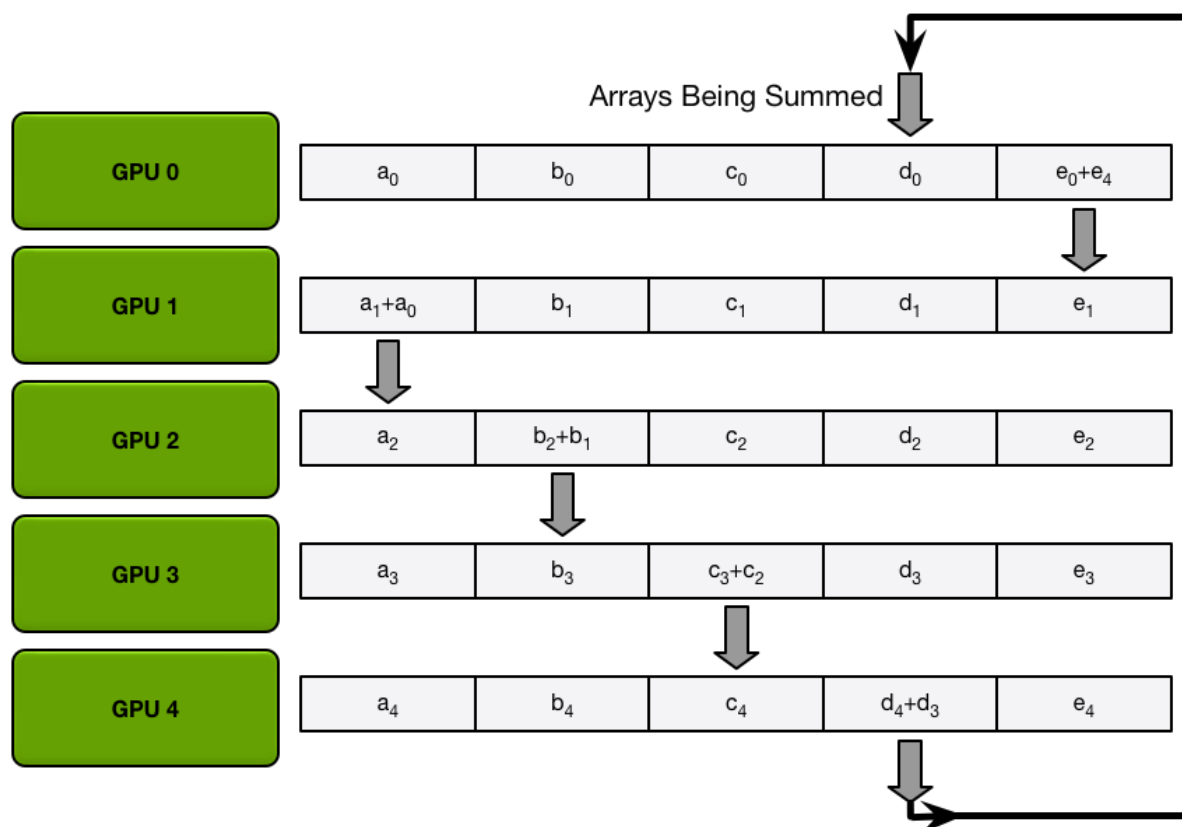 Arrays Being Summed
GPU 0 a₀ b₀ c₀ d₀ e₀+e₄
GPU 1 a₁+a₀ b₁ c₁ d₁ e₁
GPU 2 a₂ b₂+b₁ c₂ d₂ e₂
GPU 3 a₃ b₃ c₃+c₂ d₃ e₃
GPU 4 a₄ b₄ c₄ d₄+d₃ e₄